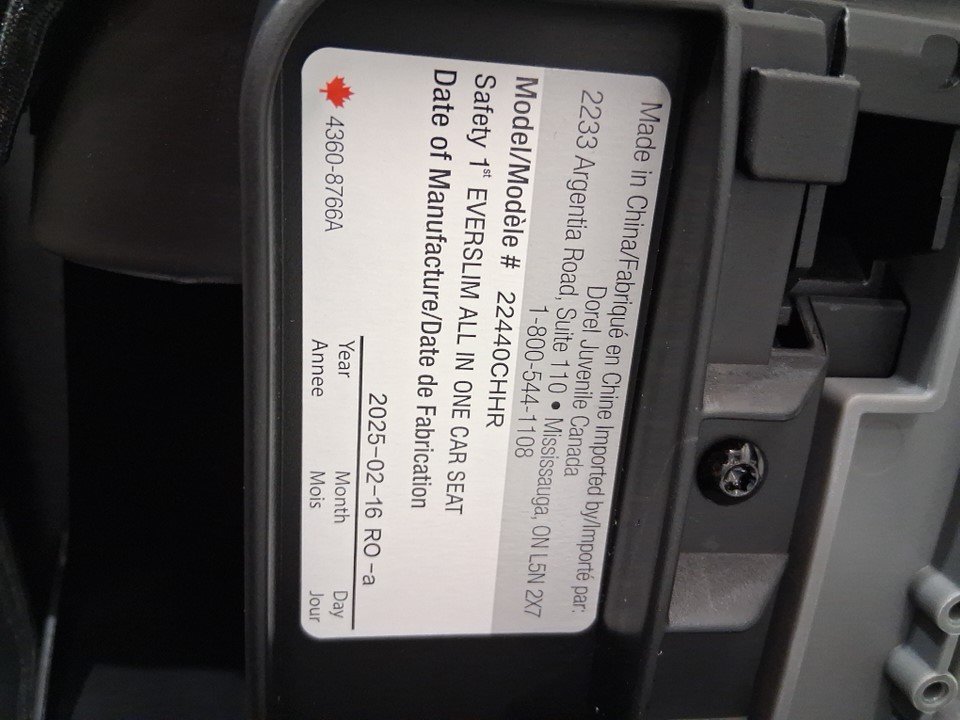 Made in China/Fabriqué en Chine Imported by/Importé par:
Dorel Juvenile Canada
2233 Argentia Road, Suite 110 • Mississauga, ON L5N 2X7
1-800-544-1108
Model/Modèle # 22440CHHR
Safety 1st EVERSLIM ALL IN ONE CAR SEAT
Date of Manufacture/Date de Fabrication
2025-02-16 RO-a
Year Month Day
Annee Mois Jour
4360-8766A